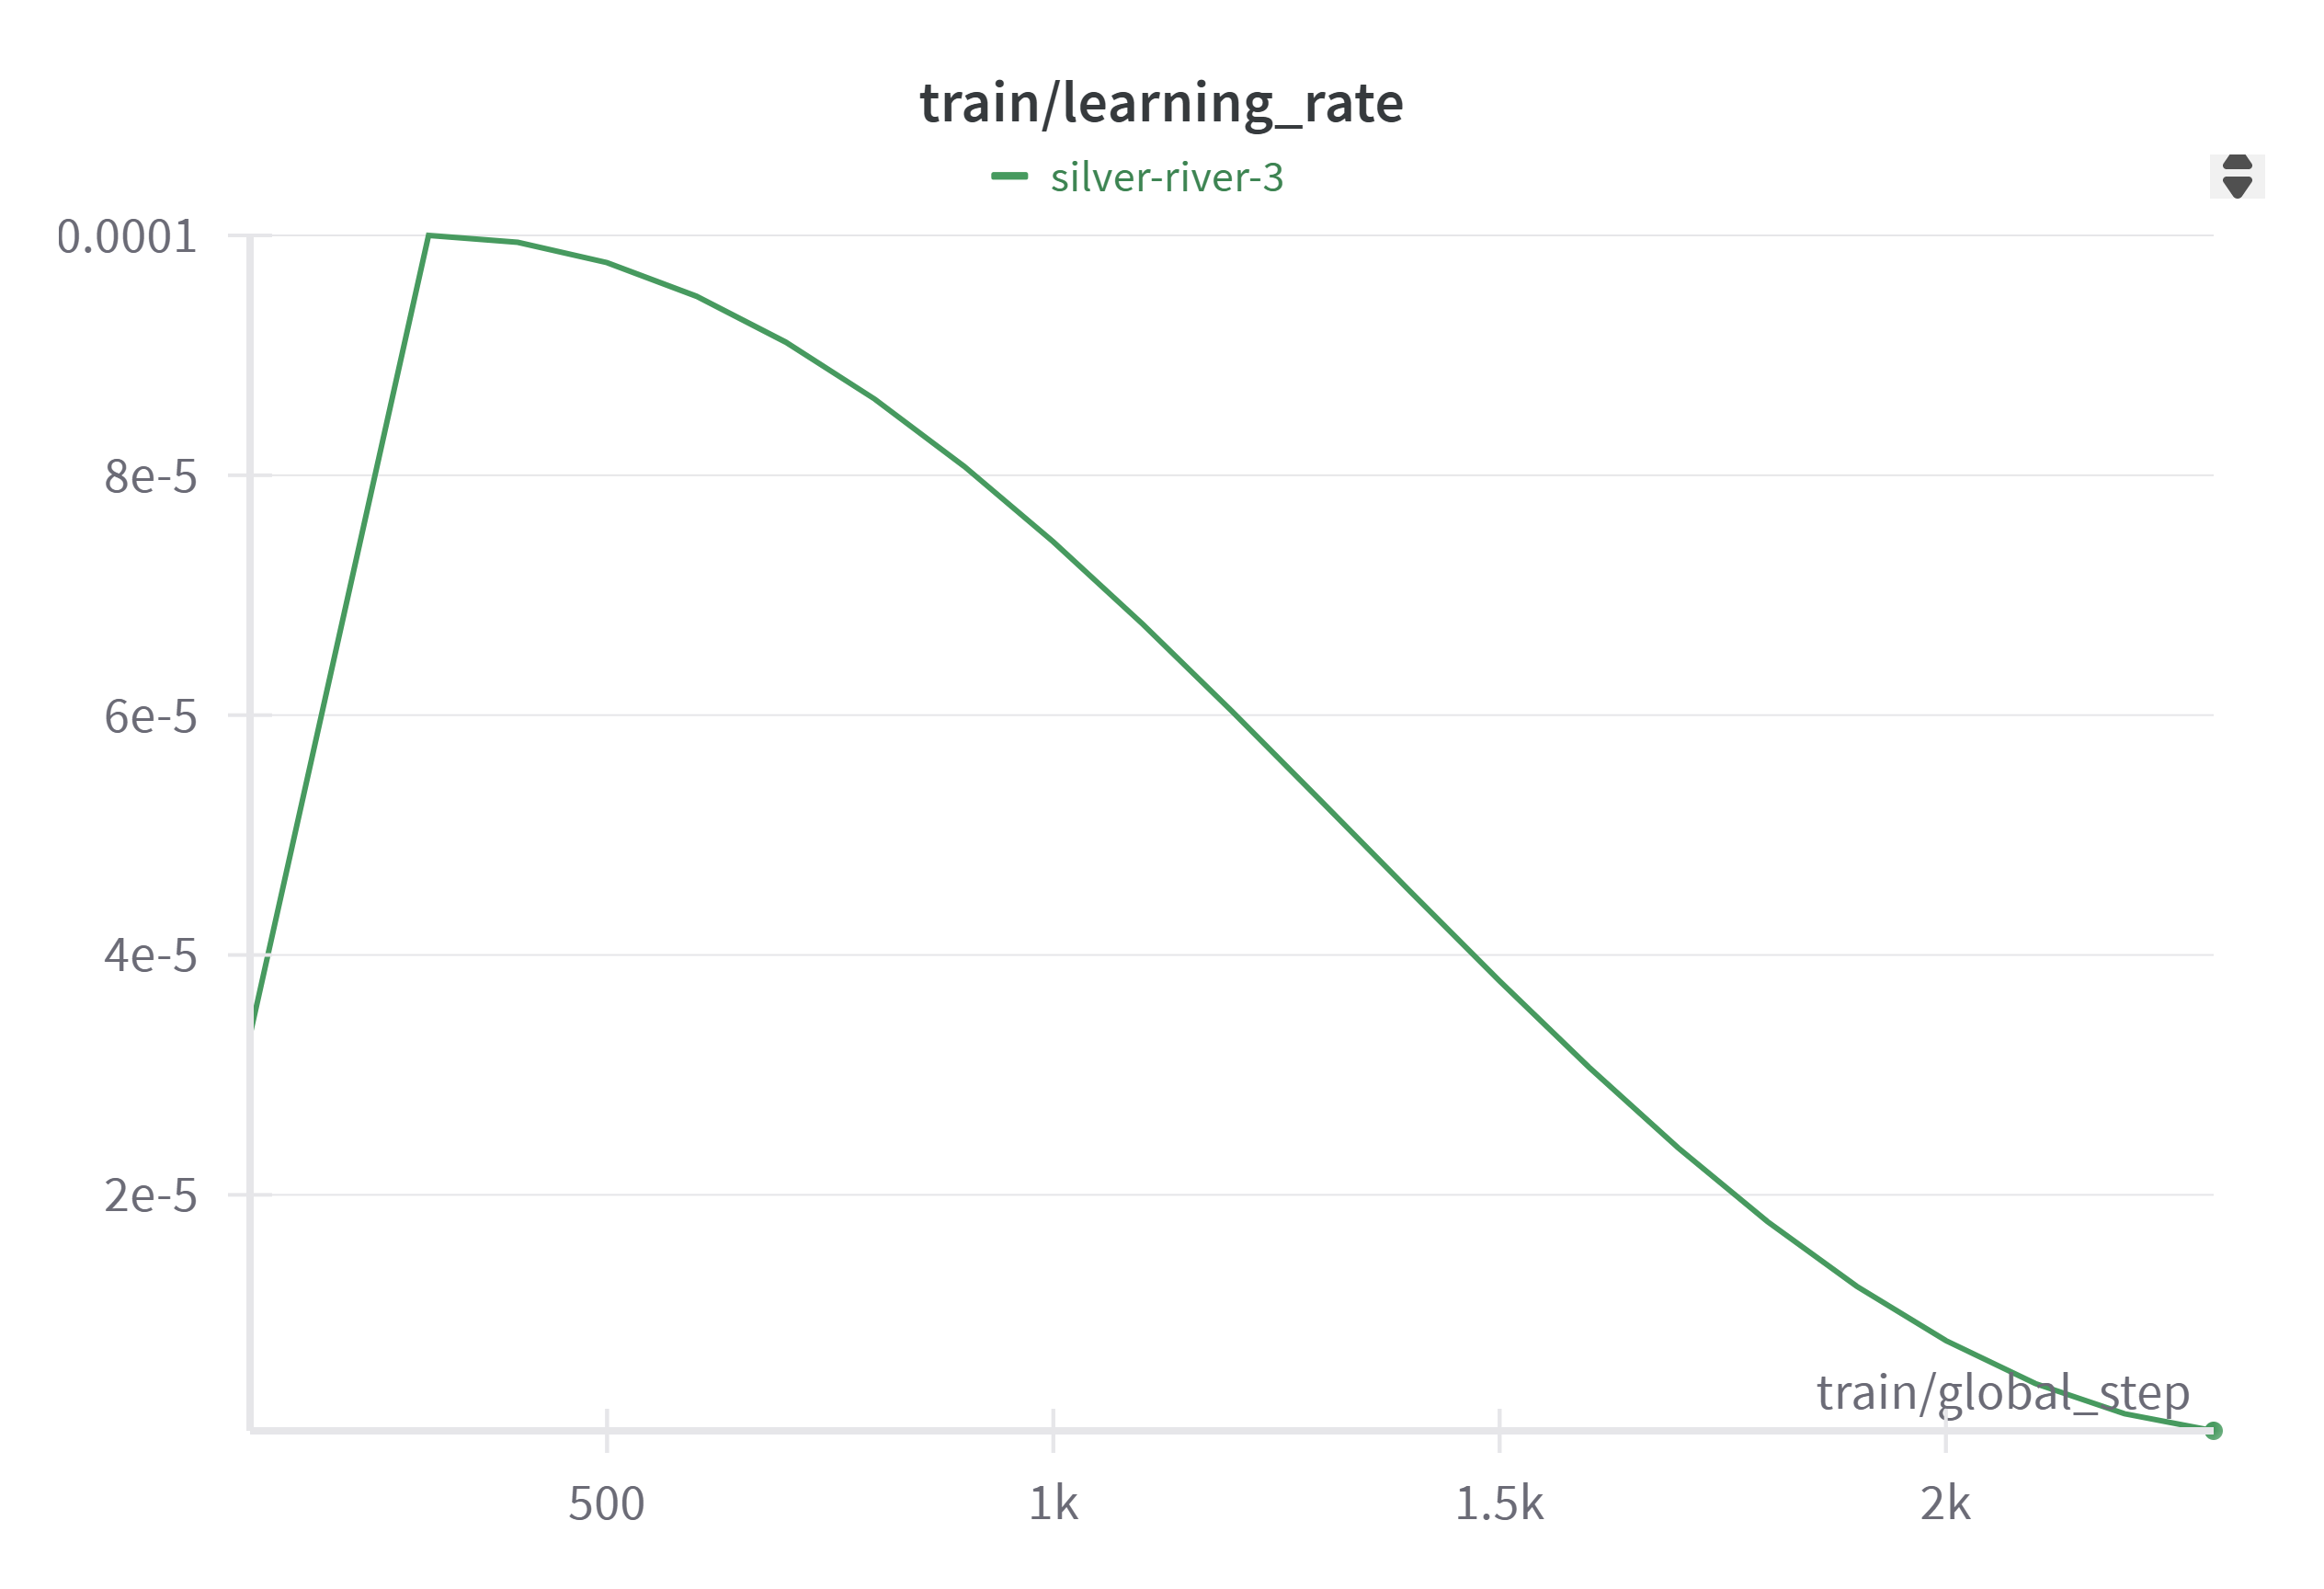 train/learning_rate
silver-river-3
0.0001
8e-5
6e-5
4e-5
2e-5
train/global_step
500 1k 1.5k 2k